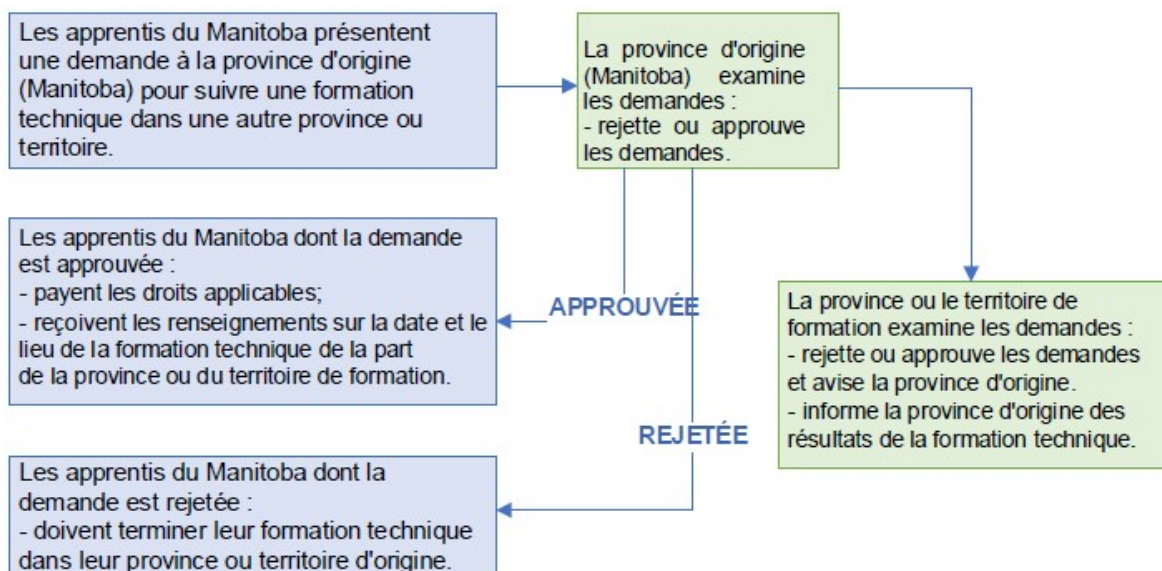 Les apprentis du Manitoba présentent
une demande à la province d'origine
(Manitoba) pour suivre une formation
technique dans une autre province ou
territoire.
La province d'origine
(Manitoba) examine
les demandes :
- rejette ou approuve
les demandes.
Les apprentis du Manitoba dont la demande
est approuvée :
- payent les droits applicables;
- reçoivent les renseignements sur la date et le
lieu de la formation technique de la part
de la province ou du territoire de formation.
APPROUVÉE
La province ou le territoire de
formation examine les demandes :
- rejette ou approuve les demandes
et avise la province d'origine.
- informe la province d'origine des
résultats de la formation technique.
REJETÉE
Les apprentis du Manitoba dont la
demande est rejetée :
- doivent terminer leur formation technique
dans leur province ou territoire d'origine.